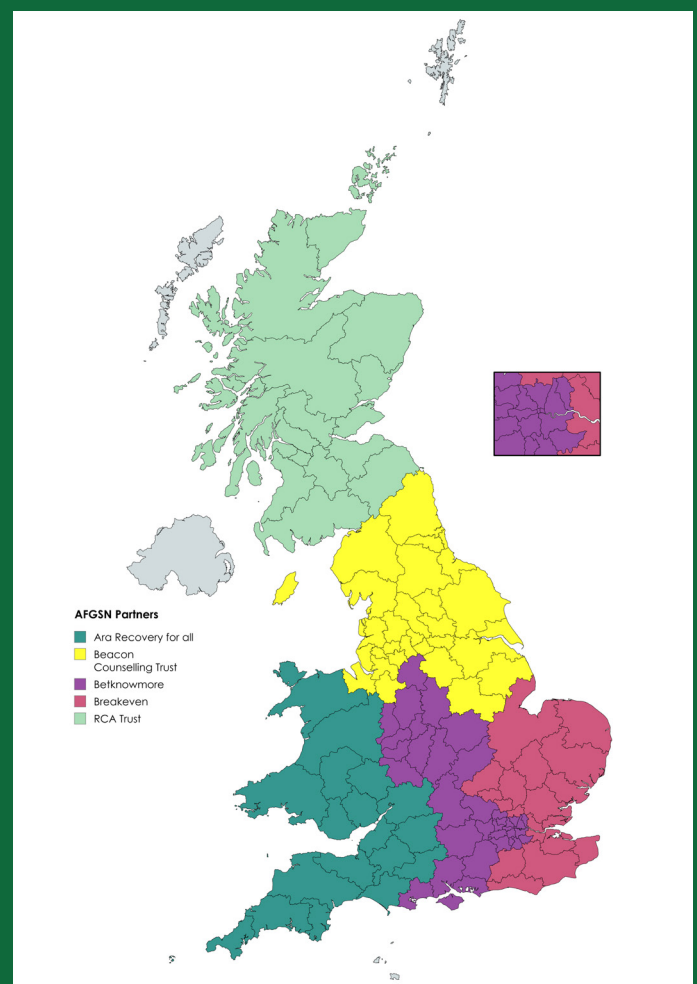 AFGSN Partners
Ara Recovery for all
Beacon
Counselling Trust
Betknowmore
Breakeven
RCA Trust